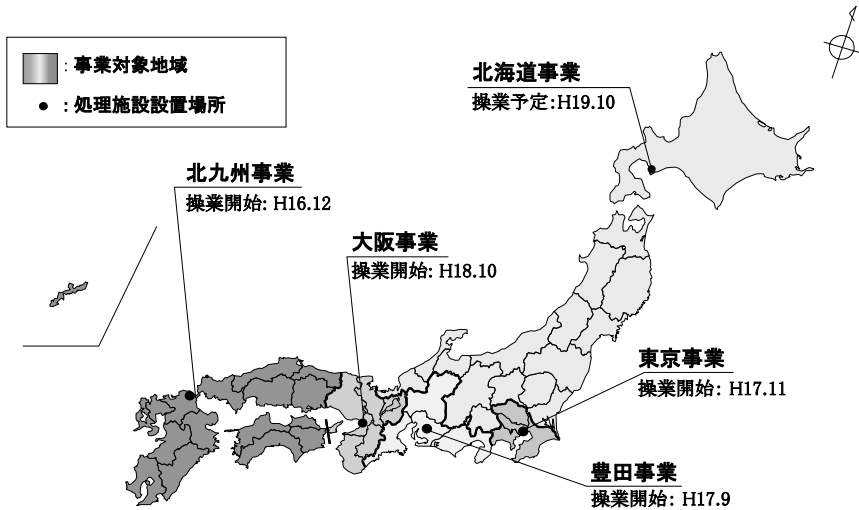 ：事業対象地域
：処理施設設置場所
北海道事業
操業予定:H19.10
北九州事業
操業開始: H16.12
大阪事業
操業開始: H18.10
東京事業
操業開始: H17.11
豊田事業
操業開始: H17.9